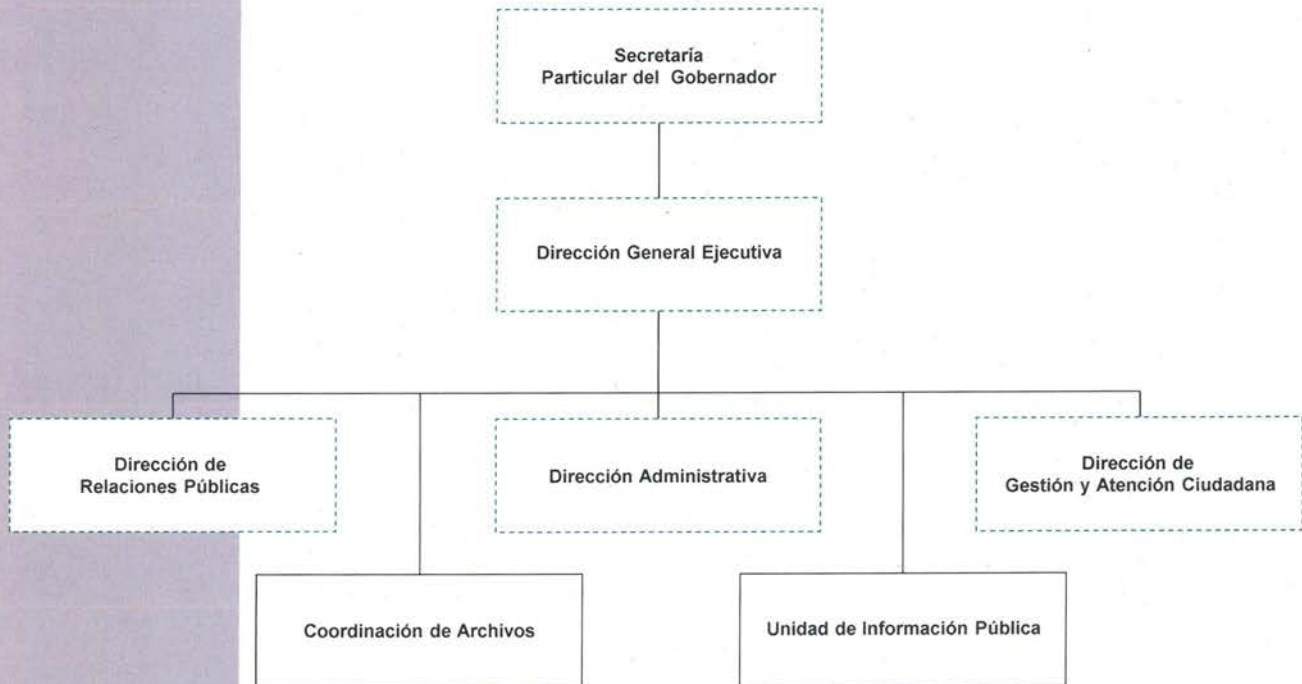 Secretaría
Particular del Gobernador
Dirección General Ejecutiva
Dirección de
Relaciones Públicas
Dirección Administrativa
Dirección de
Gestión y Atención Ciudadana
Coordinación de Archivos
Unidad de Información Pública